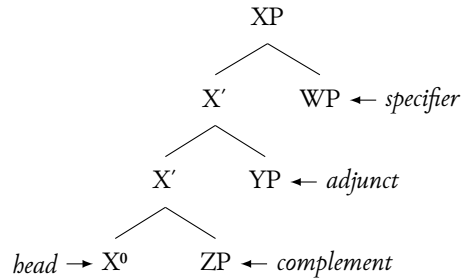 XP
X′ WP ← specifier
X′ YP ← adjunct
head → X⁰ ZP ← complement